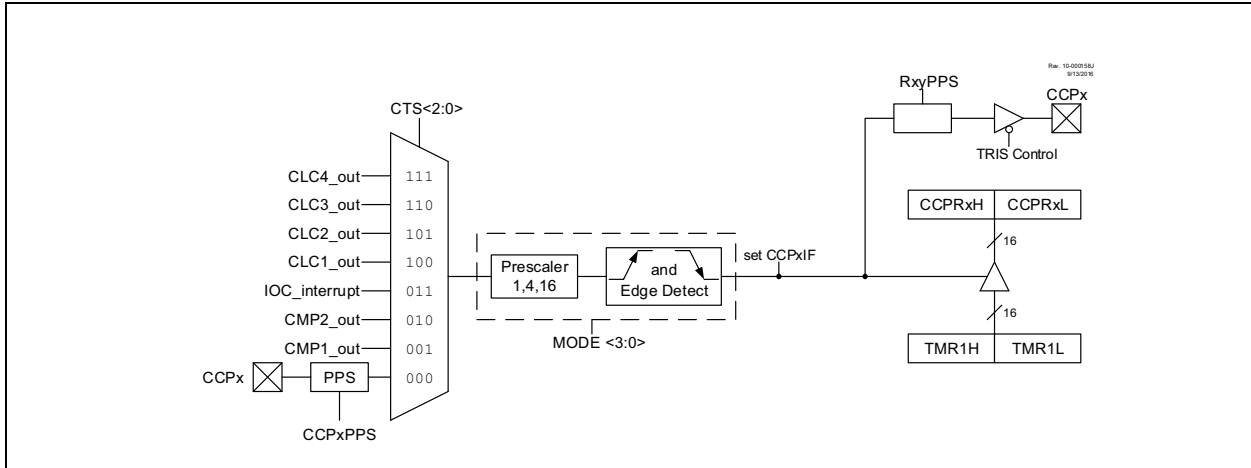 Rev. 10-000158J
9/13/2016
RxyPPS
CCPx
CTS<2:0>
TRIS Control
CLC4_out
111
CLC3_out
110
CCPRxH
CCPRxL
CLC2_out
101
16
set CCPxIF
CLC1_out
100
Prescaler
1,4,16
and
Edge Detect
IOC_interrupt
011
CMP2_out
010
16
MODE <3:0>
CMP1_out
001
TMR1H
TMR1L
CCPx
PPS
000
CCPxPPS